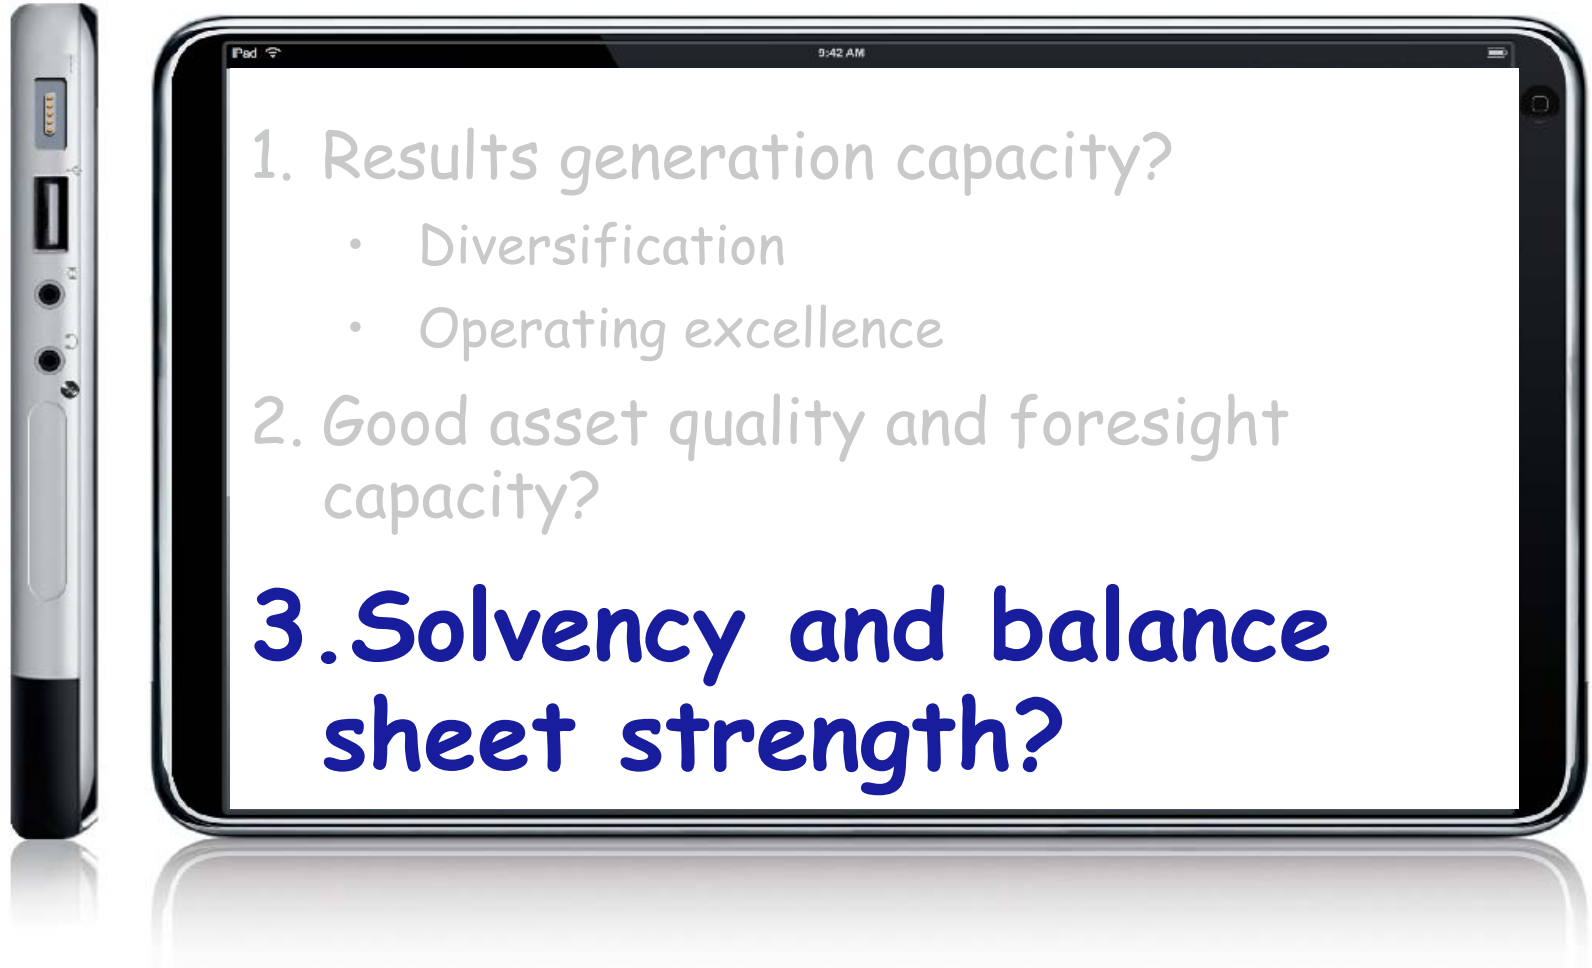 iPad 9:42 AM
1. Results generation capacity?
• Diversification
• Operating excellence
2. Good asset quality and foresight
capacity?
3.Solvency and balance
sheet strength?